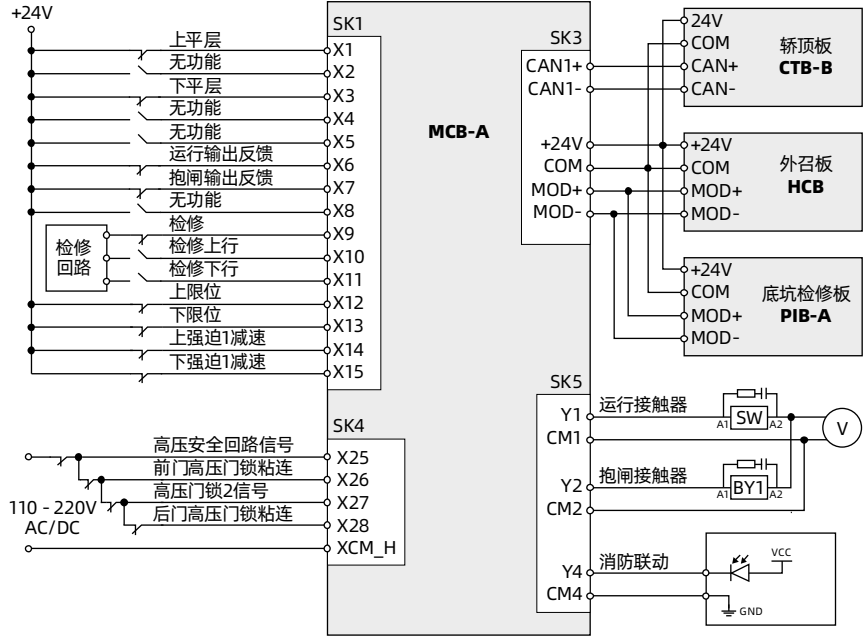 +24V
SK1
上平层
X1
无功能
X2
下平层
X3
无功能
X4
无功能
X5
运行输出反馈
X6
抱闸输出反馈
X7
无功能
X8
检修
X9
检修
回路
检修上行
X10
检修下行
X11
上限位
X12
下限位
X13
上强迫1减速
X14
下强迫1减速
X15
SK4
高压安全回路信号
X25
前门高压门锁粘连
X26
高压门锁2信号
X27
后门高压门锁粘连
X28
XCM_H
110 - 220V
AC/DC
MCB-A
SK3
CAN1+
CAN1-
+24V
COM
MOD+
MOD-
24V
COM
CAN+
CAN-
轿顶板
CTB-B
+24V
COM
MOD+
MOD-
外召板
HCB
+24V
COM
MOD+
MOD-
底坑检修板
PIB-A
SK5
Y1
运行接触器
A1
SW
A2
V
CM1
Y2
抱闸接触器
A1
BY1
A2
CM2
Y4
消防联动
CM4
VCC
GND